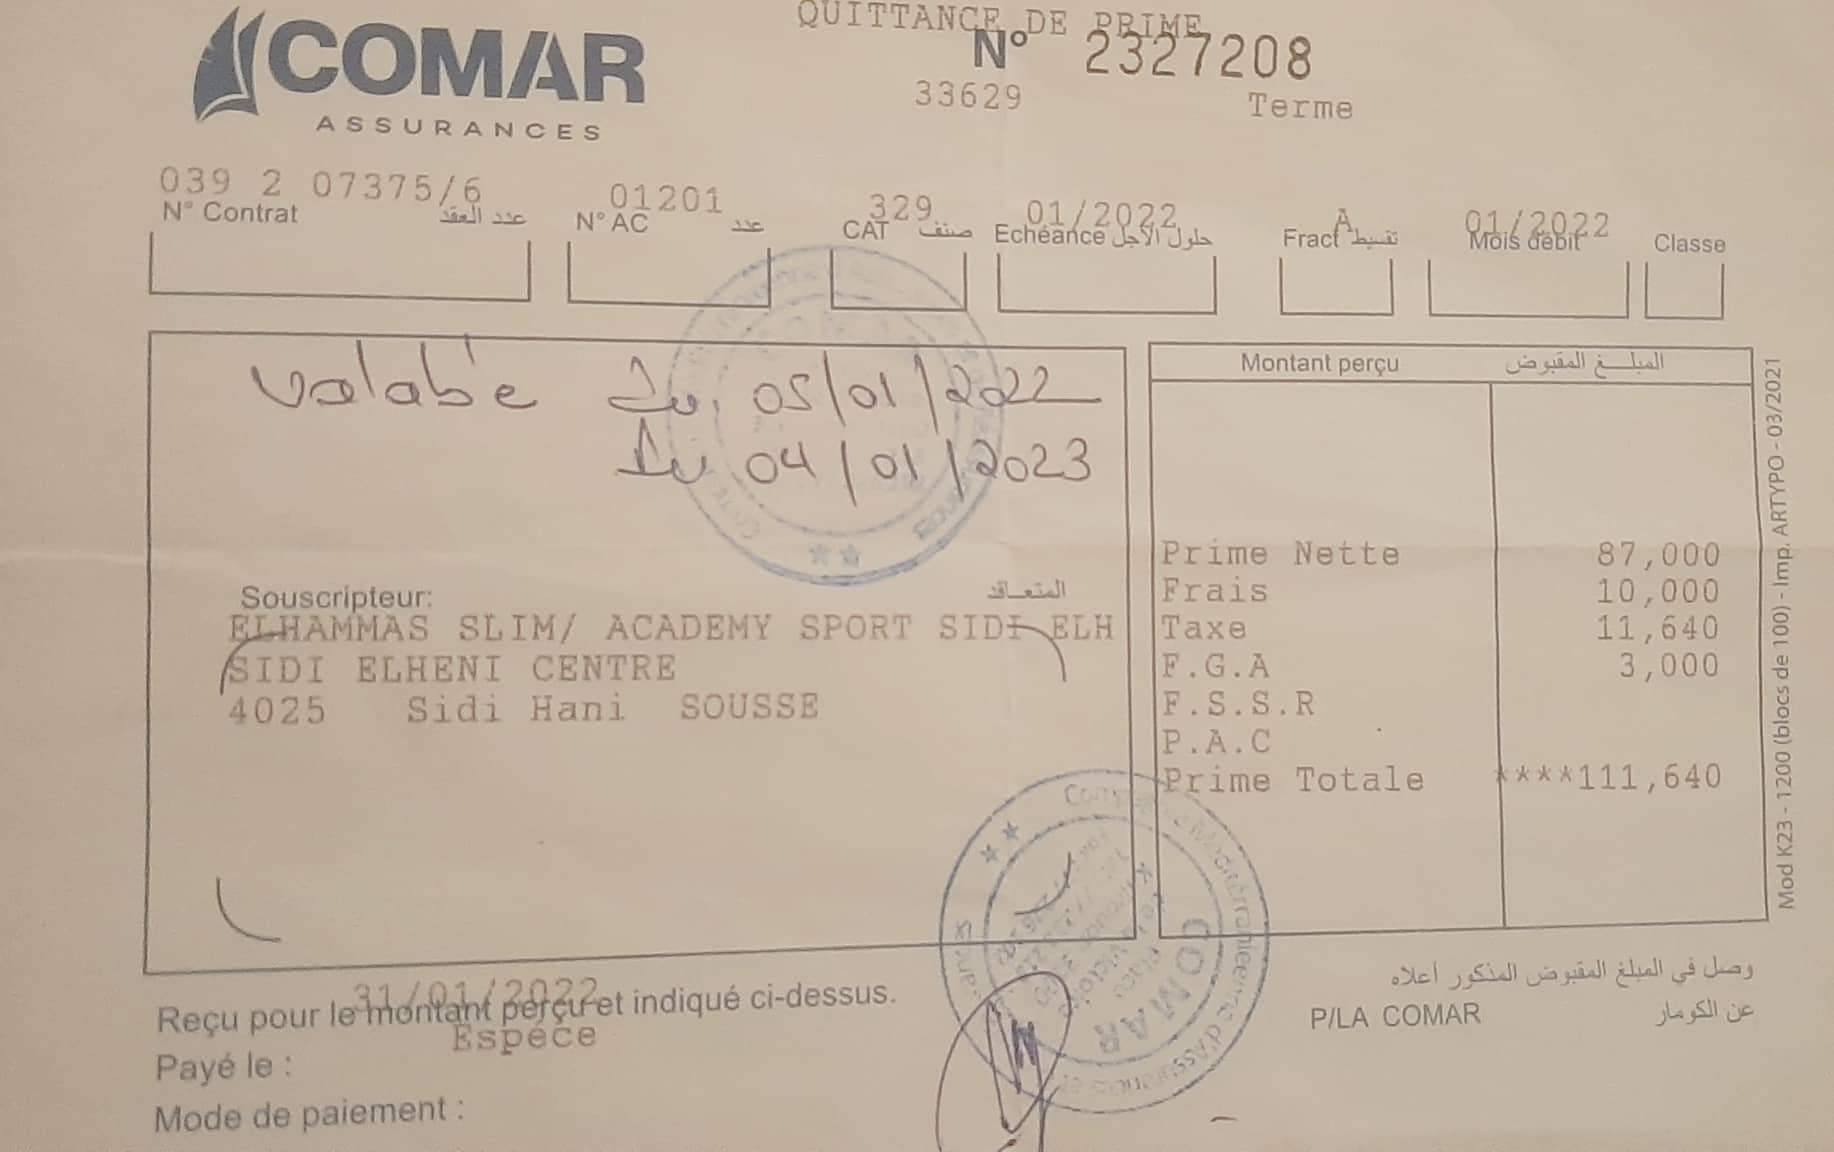 COMAR
ASSURANCES
QUITTANCE DE PRIME
N° 2327208
33629 Terme
039 2 07375/6 01201 329 01/2022 A 01/2022
N° Contrat عدد العقد N° AC عدد CAT صنف Echéance حلول الأجل Fract تقسيط Mois débit Classe
05/01/2022
04/01/2023
Souscripteur: المتعاقد
ELHAMMAS SLIM/ ACADEMY SPORT SIDI ELH
SIDI ELHENI CENTRE
4025 Sidi Hani SOUSSE
Montant perçu المبلغ المقبوض
Prime Nette 87,000
Frais 10,000
Taxe 11,640
F.G.A 3,000
F.S.S.R
P.A.C
Prime Totale ****111,640
Mod K23 - 1200 (blocs de 100) - Imp. ARTYPO - 03/2021
COMAR
31/01/2022
Reçu pour le montant perçu et indiqué ci-dessus.
Espéce
Payé le :
Mode de paiement :
وصل في المبلغ المقبوض المذكور أعلاه
P/LA COMAR عن الكومار